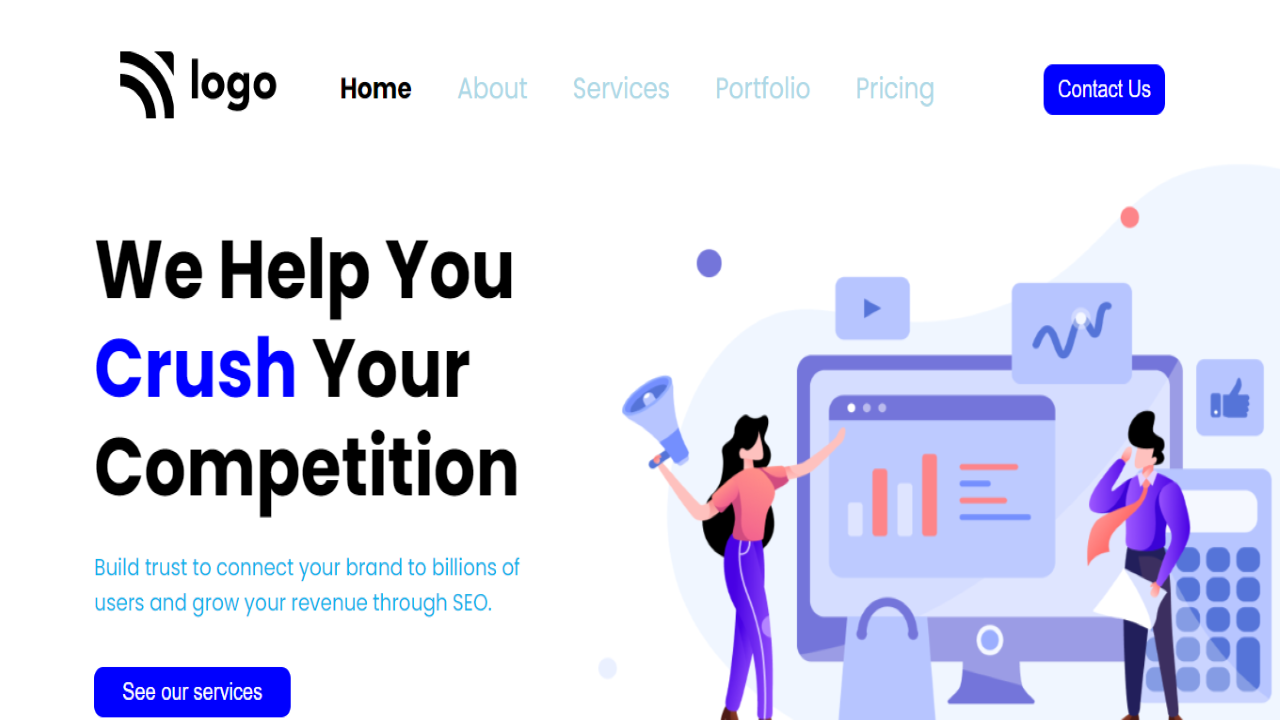 logo
Home About Services Portfolio Pricing
Contact Us
We Help You
Crush Your
Competition
Build trust to connect your brand to billions of
users and grow your revenue through SEO.
See our services